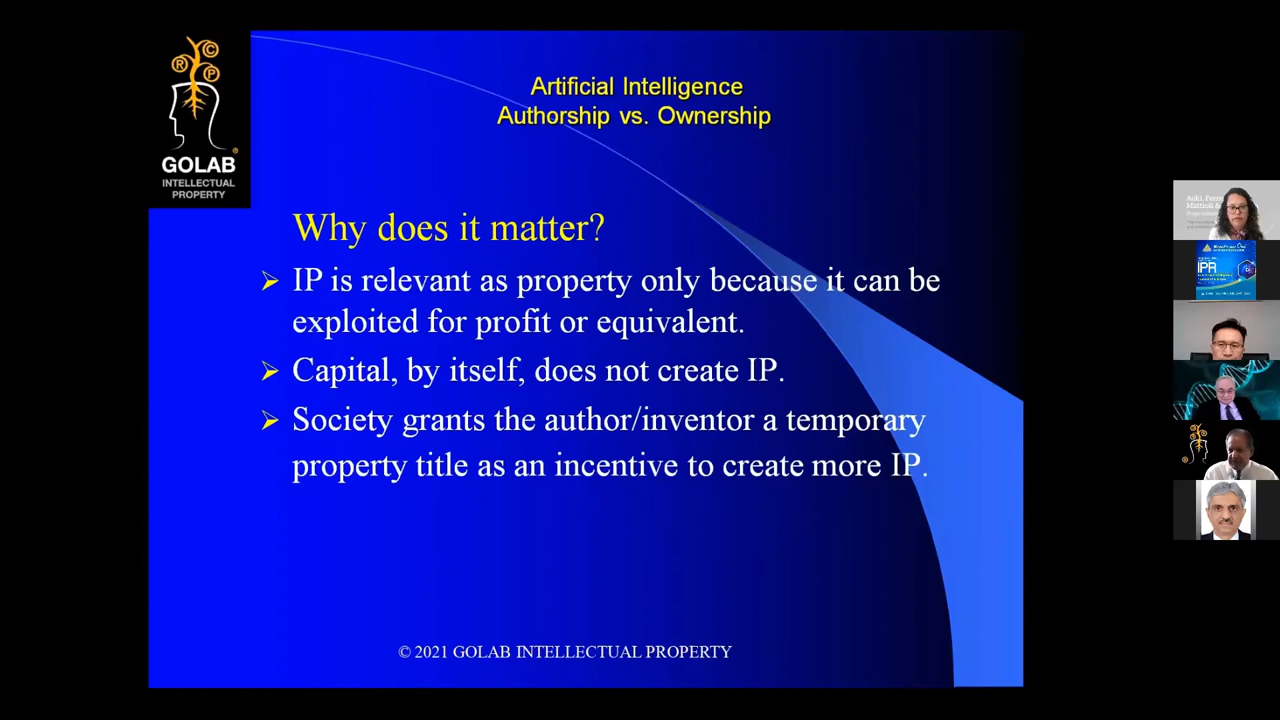 Artificial Intelligence
Authorship vs. Ownership
R
C
P
GOLAB
INTELLECTUAL
PROPERTY
Why does it matter?
IP is relevant as property only because it can be
exploited for profit or equivalent.
Capital, by itself, does not create IP.
Society grants the author/inventor a temporary
property title as an incentive to create more IP.
© 2021 GOLAB INTELLECTUAL PROPERTY
IPR